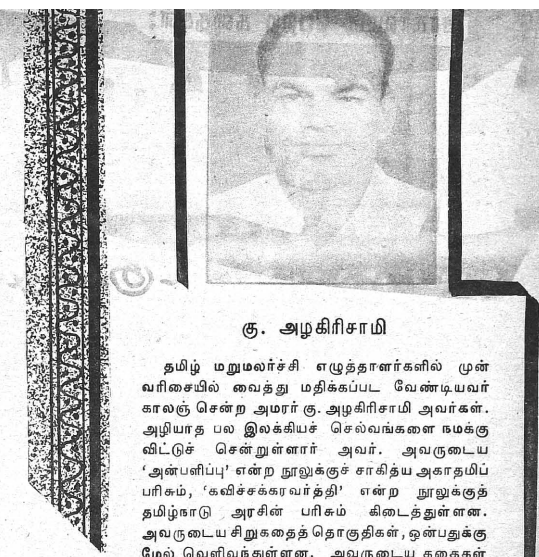 கு. அழகிரிசாமி
தமிழ் மறுமலர்ச்சி எழுத்தாளர்களில் முன்
வரிசையில் வைத்து மதிக்கப்பட வேண்டியவர்
காலஞ் சென்ற அமரர் கு. அழகிரிசாமி அவர்கள்.
அழியாத பல இலக்கியச் செல்வங்களை நமக்கு
விட்டுச் சென்றுள்ளார் அவர். அவருடைய
‘அன்பளிப்பு’ என்ற நூலுக்குச் சாகித்ய அகாதமிப்
பரிசும், ‘கவிச்சக்கரவர்த்தி’ என்ற நூலுக்குத்
தமிழ்நாடு அரசின் பரிசும் கிடைத்துள்ளன.
அவருடைய சிறுகதைத் தொகுதிகள், ஒன்பதுக்கு
மேல் வெளிவந்துள்ளன. அவருடைய கதைகள்